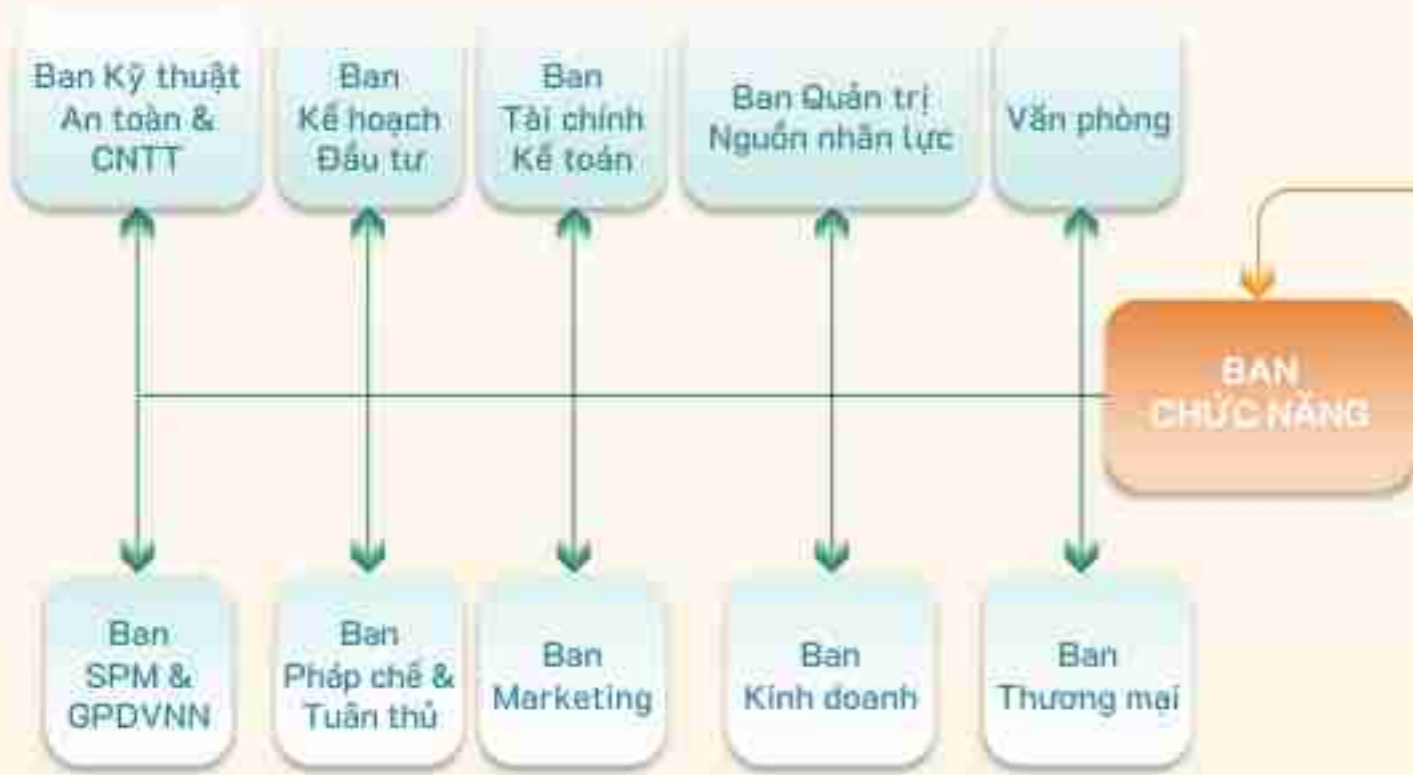 Ban Kỹ thuật
An toàn &
CNTT
Ban
Kế hoạch
Đầu tư
Ban
Tài chính
Kế toán
Ban Quản trị
Nguồn nhân lực
Văn phòng
BAN
CHỨC NĂNG
Ban
SPM &
GPDVNN
Ban
Pháp chế &
Tuân thủ
Ban
Marketing
Ban
Kinh doanh
Ban
Thương mại